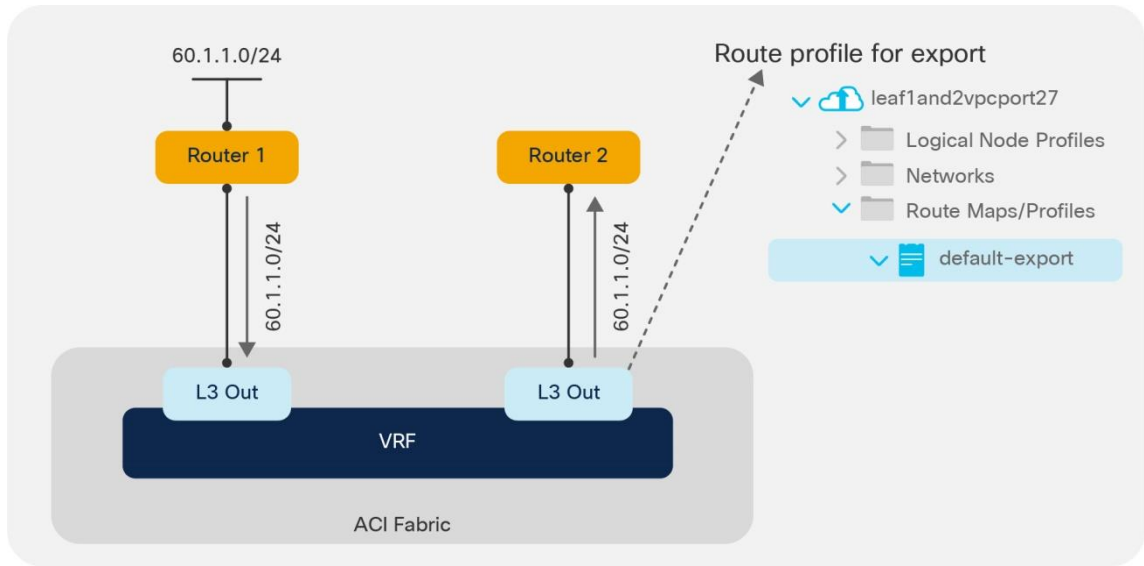 60.1.1.0/24
Route profile for export
leaf1and2vpcport27
Logical Node Profiles
Networks
Route Maps/Profiles
default-export
Router 1
Router 2
60.1.1.0/24
60.1.1.0/24
L3 Out
L3 Out
VRF
ACI Fabric